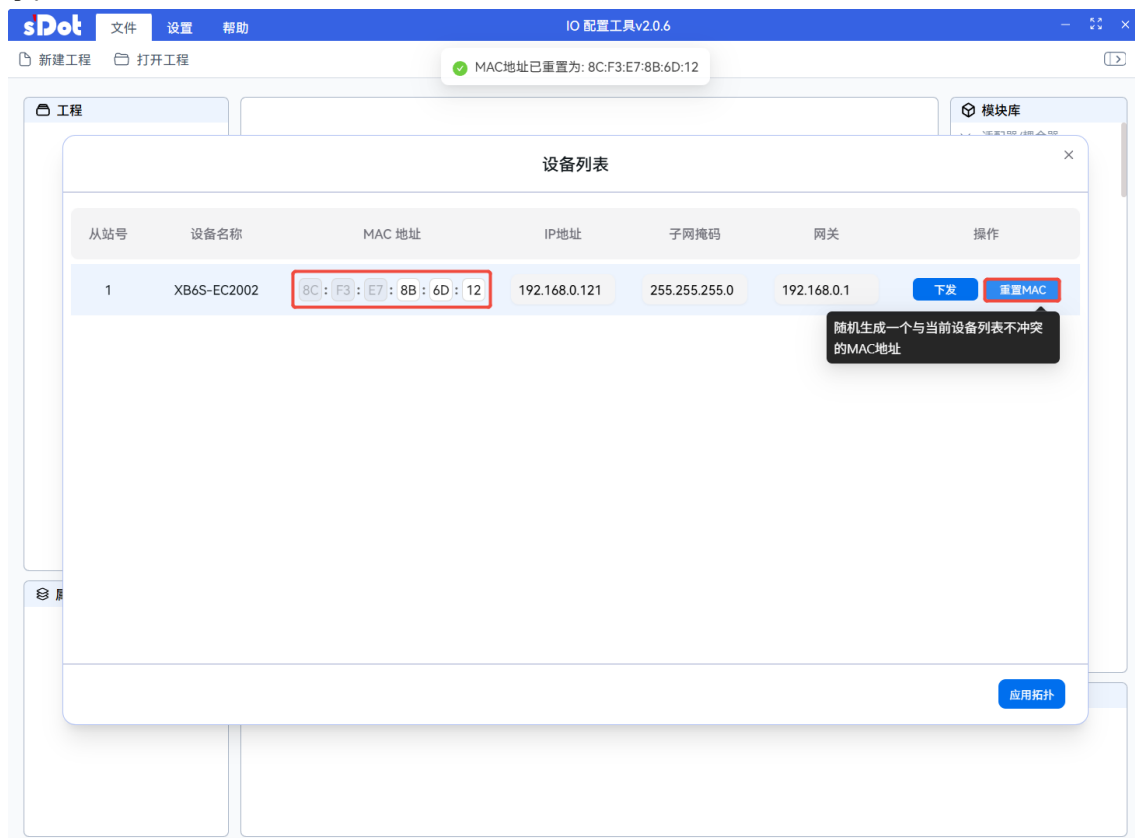 sDot 文件 设置 帮助 IO 配置工具v2.0.6
新建工程 打开工程
MAC地址已重置为: 8C:F3:E7:8B:6D:12
工程 模块库
设备列表
从站号 设备名称 MAC 地址 IP地址 子网掩码 网关 操作
1 XB6S-EC2002 8C : F3 : E7 : 8B : 6D : 12 192.168.0.121 255.255.255.0 192.168.0.1 下发 重置MAC
随机生成一个与当前设备列表不冲突
的MAC地址
应用拓扑